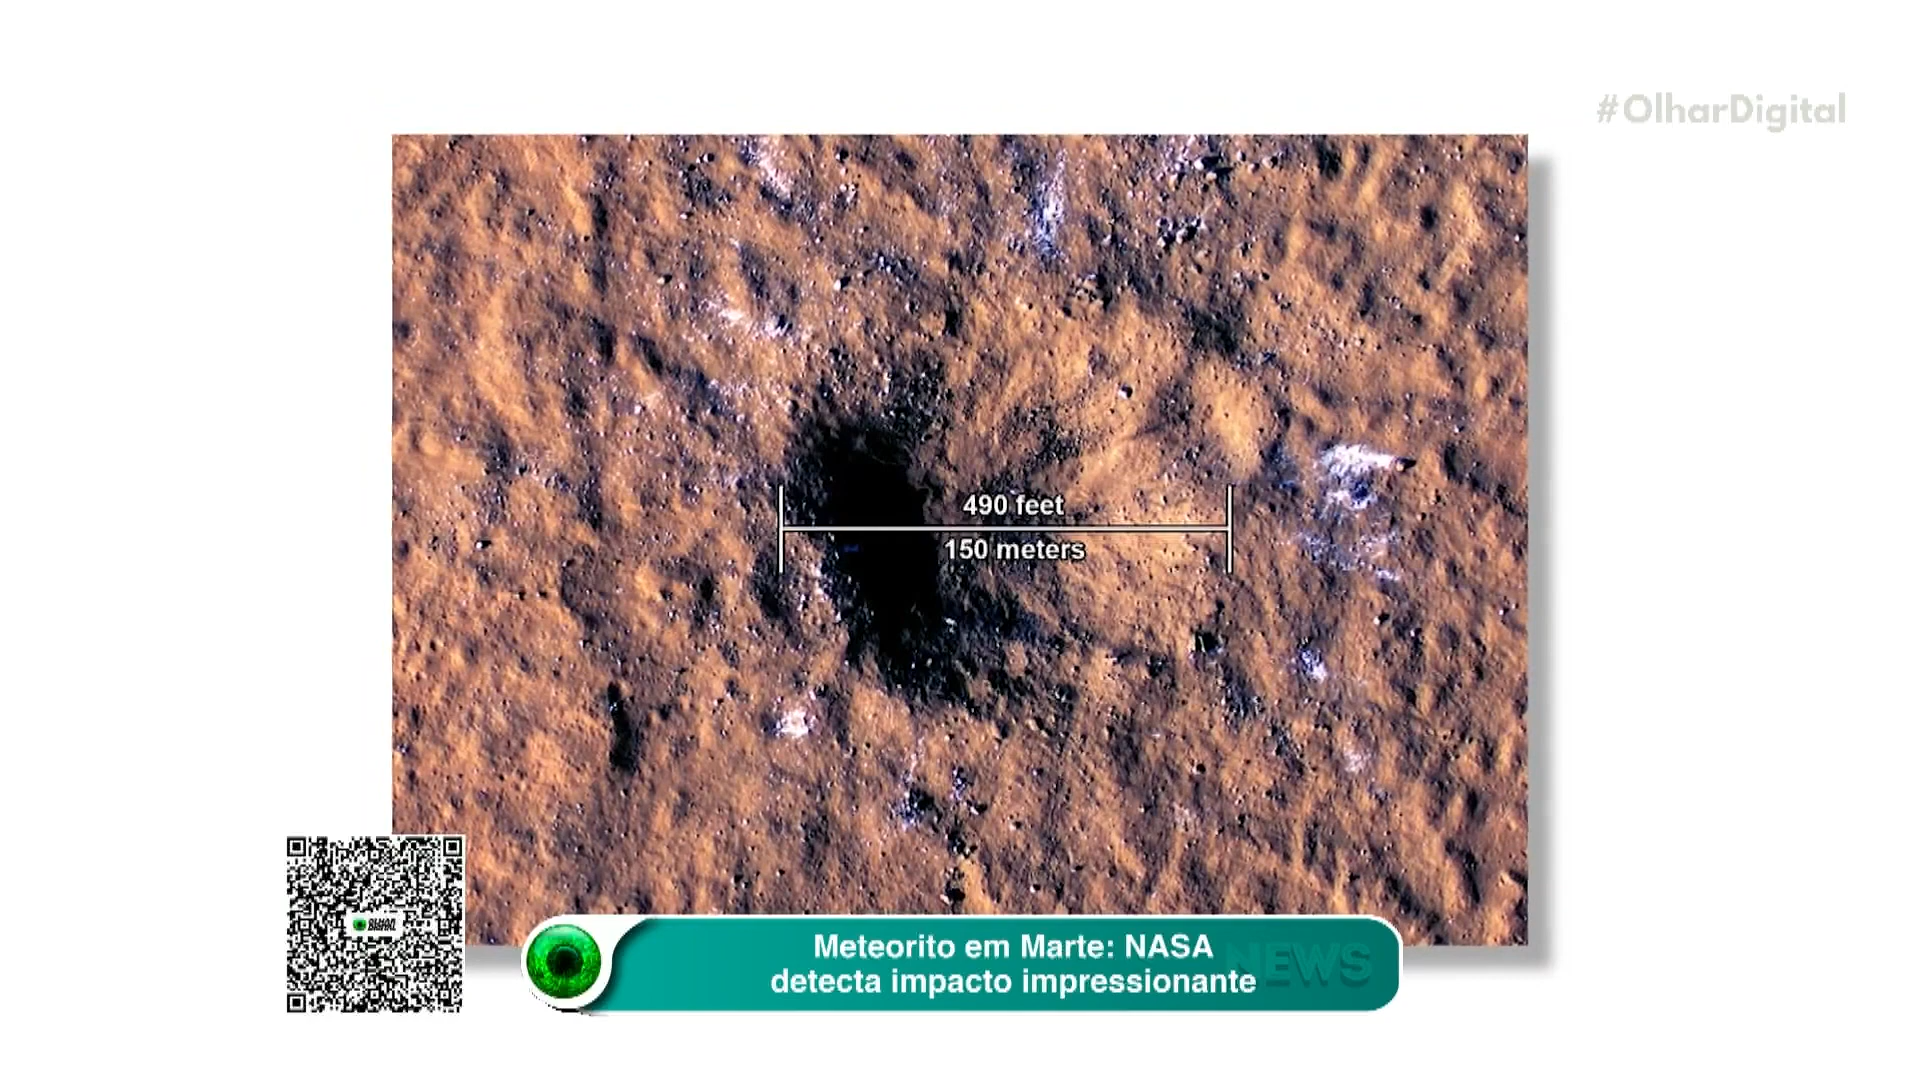 #OlharDigital
490 feet
150 meters
Meteorito em Marte: NASA
detecta impacto impressionante
NEWS